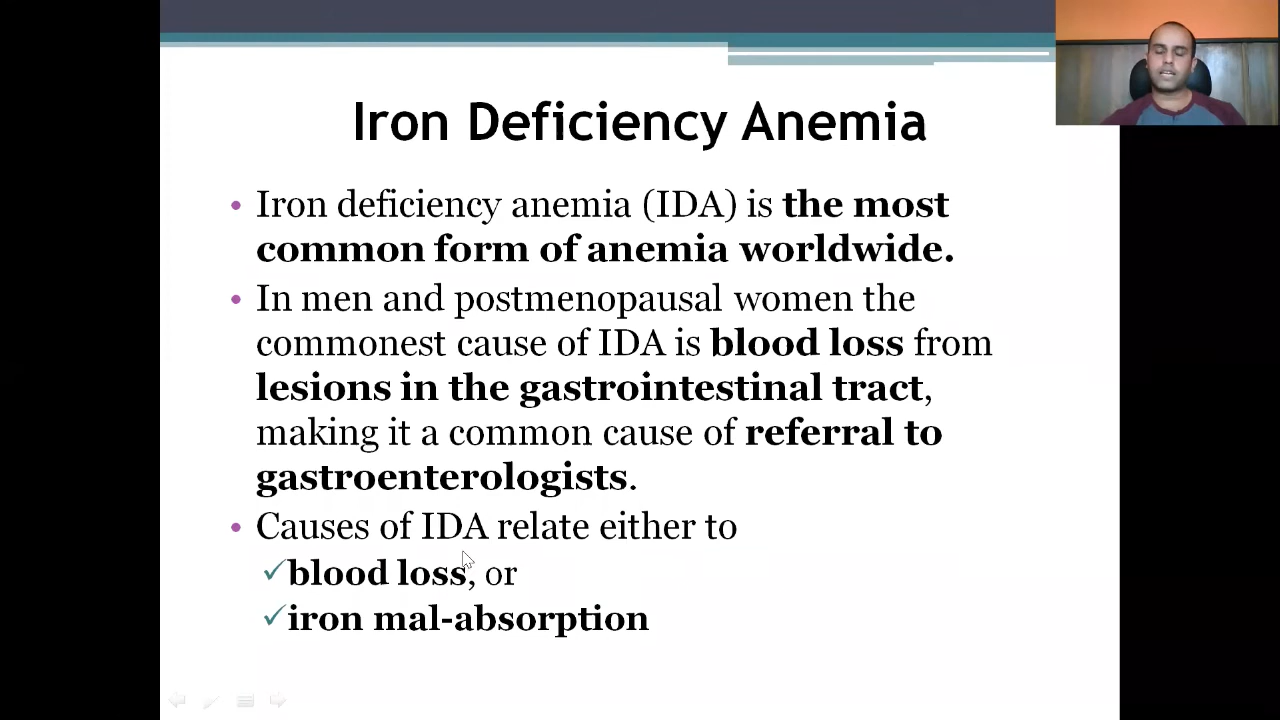 Iron Deficiency Anemia
• Iron deficiency anemia (IDA) is the most
common form of anemia worldwide.
• In men and postmenopausal women the
commonest cause of IDA is blood loss from
lesions in the gastrointestinal tract,
making it a common cause of referral to
gastroenterologists.
• Causes of IDA relate either to
✓blood loss, or
✓iron mal-absorption